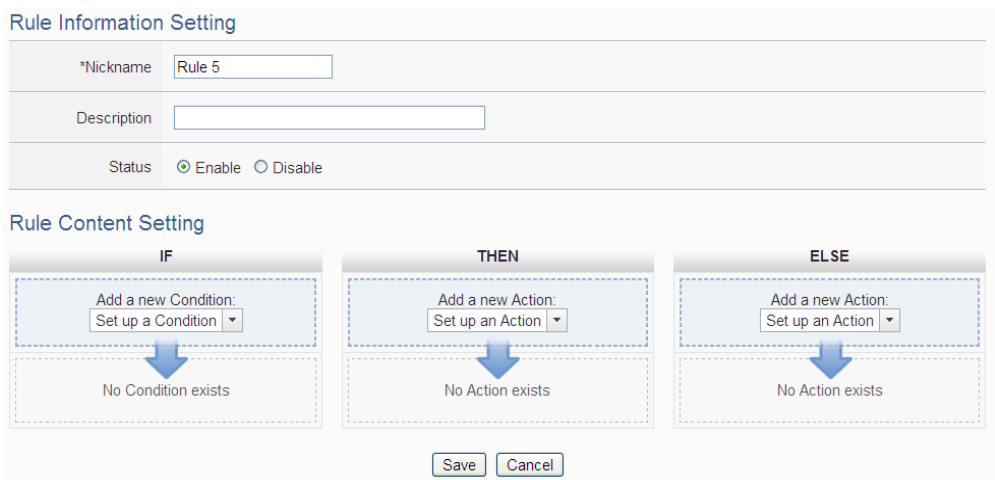 Rule Information Setting
*Nickname Rule 5
Description
Status Enable Disable
Rule Content Setting
IF THEN ELSE
Add a new Condition: Add a new Action: Add a new Action:
Set up a Condition Set up an Action Set up an Action
No Condition exists No Action exists No Action exists
Save Cancel